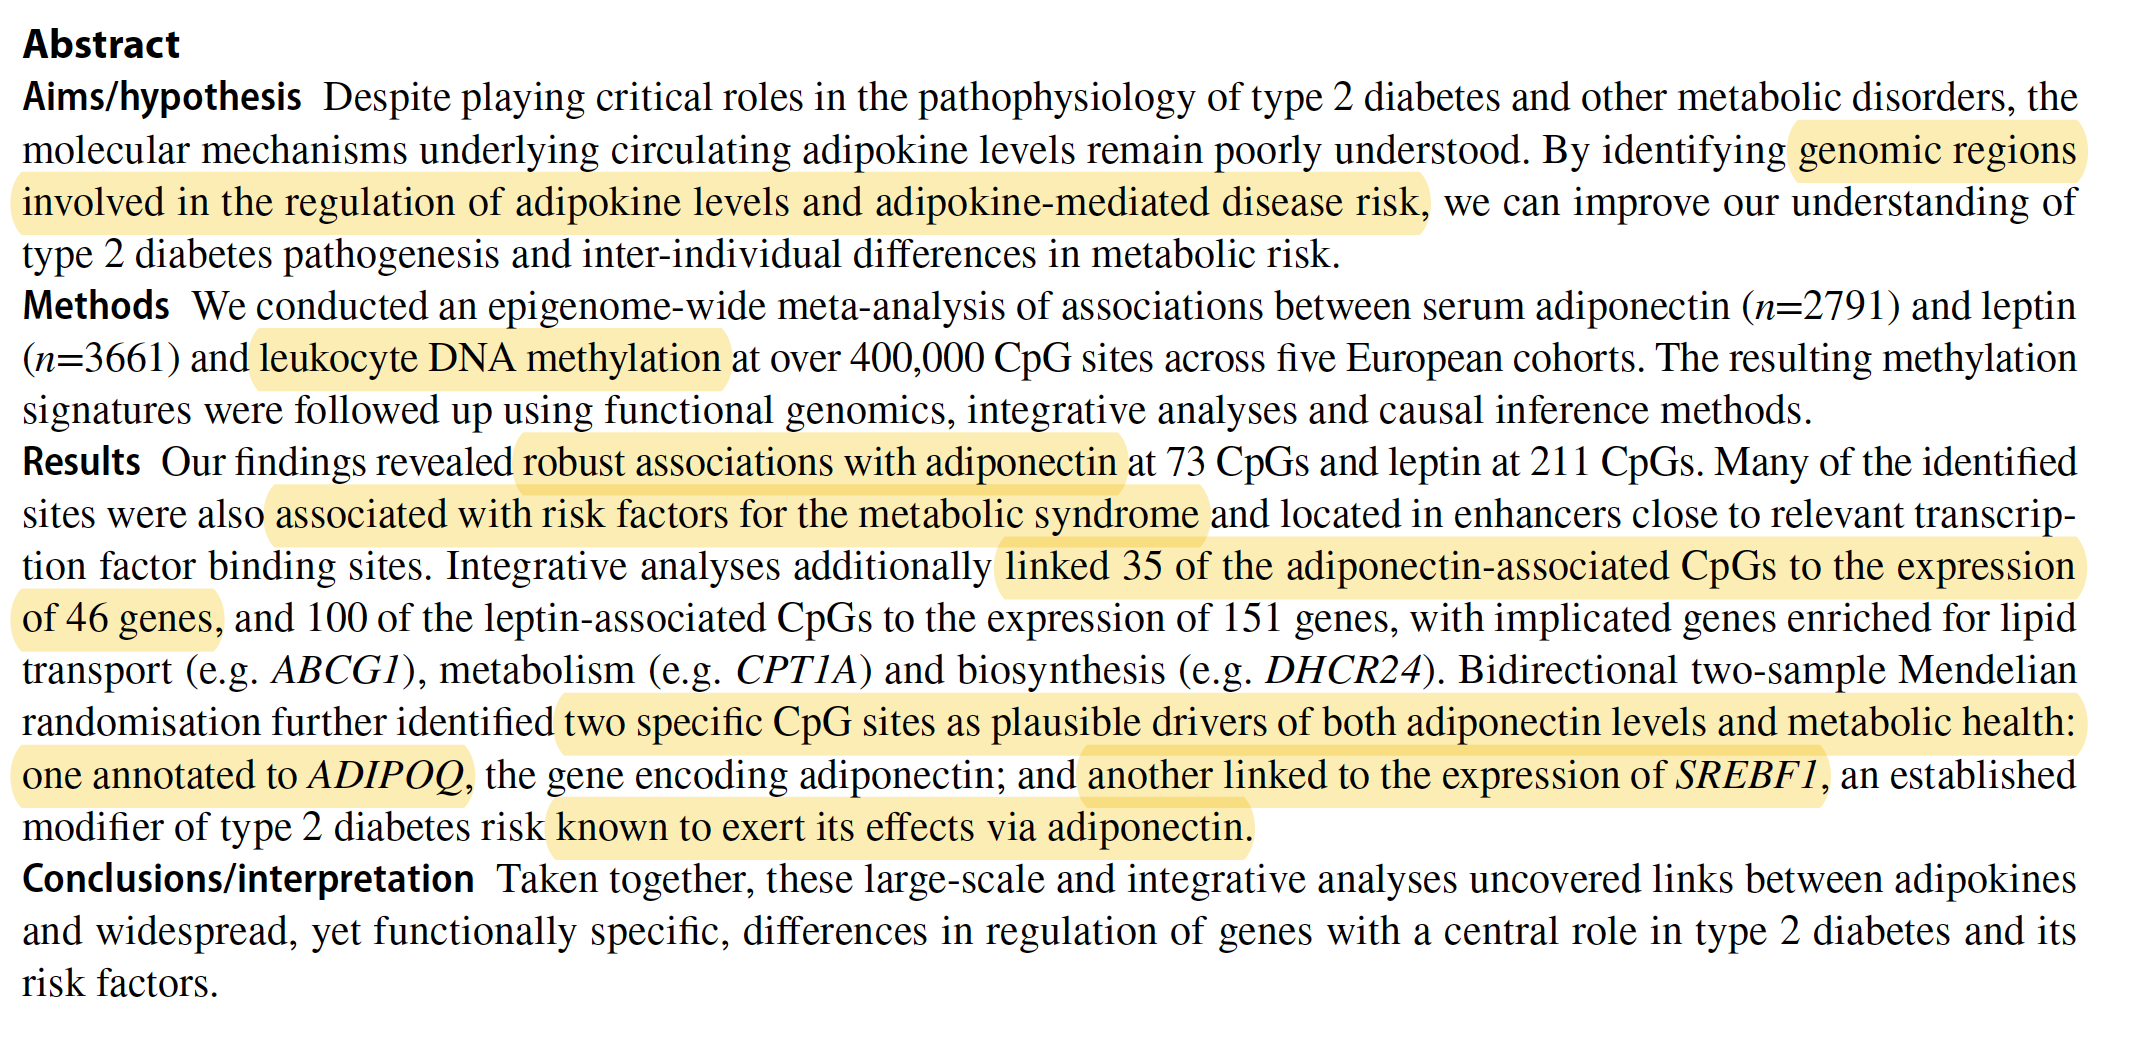 Abstract
Aims/hypothesis Despite playing critical roles in the pathophysiology of type 2 diabetes and other metabolic disorders, the
molecular mechanisms underlying circulating adipokine levels remain poorly understood. By identifying genomic regions
involved in the regulation of adipokine levels and adipokine-mediated disease risk, we can improve our understanding of
type 2 diabetes pathogenesis and inter-individual differences in metabolic risk.
Methods We conducted an epigenome-wide meta-analysis of associations between serum adiponectin (n=2791) and leptin
(n=3661) and leukocyte DNA methylation at over 400,000 CpG sites across five European cohorts. The resulting methylation
signatures were followed up using functional genomics, integrative analyses and causal inference methods.
Results Our findings revealed robust associations with adiponectin at 73 CpGs and leptin at 211 CpGs. Many of the identified
sites were also associated with risk factors for the metabolic syndrome and located in enhancers close to relevant transcrip-
tion factor binding sites. Integrative analyses additionally linked 35 of the adiponectin-associated CpGs to the expression
of 46 genes, and 100 of the leptin-associated CpGs to the expression of 151 genes, with implicated genes enriched for lipid
transport (e.g. ABCG1), metabolism (e.g. CPT1A) and biosynthesis (e.g. DHCR24). Bidirectional two-sample Mendelian
randomisation further identified two specific CpG sites as plausible drivers of both adiponectin levels and metabolic health:
one annotated to ADIPOQ, the gene encoding adiponectin; and another linked to the expression of SREBF1, an established
modifier of type 2 diabetes risk known to exert its effects via adiponectin.
Conclusions/interpretation Taken together, these large-scale and integrative analyses uncovered links between adipokines
and widespread, yet functionally specific, differences in regulation of genes with a central role in type 2 diabetes and its
risk factors.